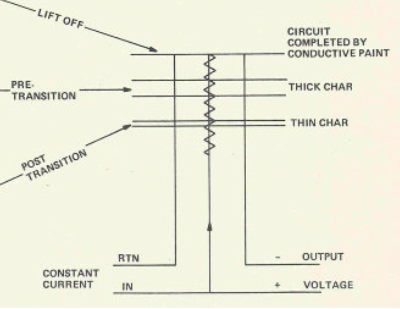 LIFT OFF
CIRCUIT
COMPLETED BY
CONDUCTIVE PAINT
PRE-
TRANSITION
THICK CHAR
THIN CHAR
POST
TRANSITION
RTN
- OUTPUT
CONSTANT
CURRENT
IN
+ VOLTAGE